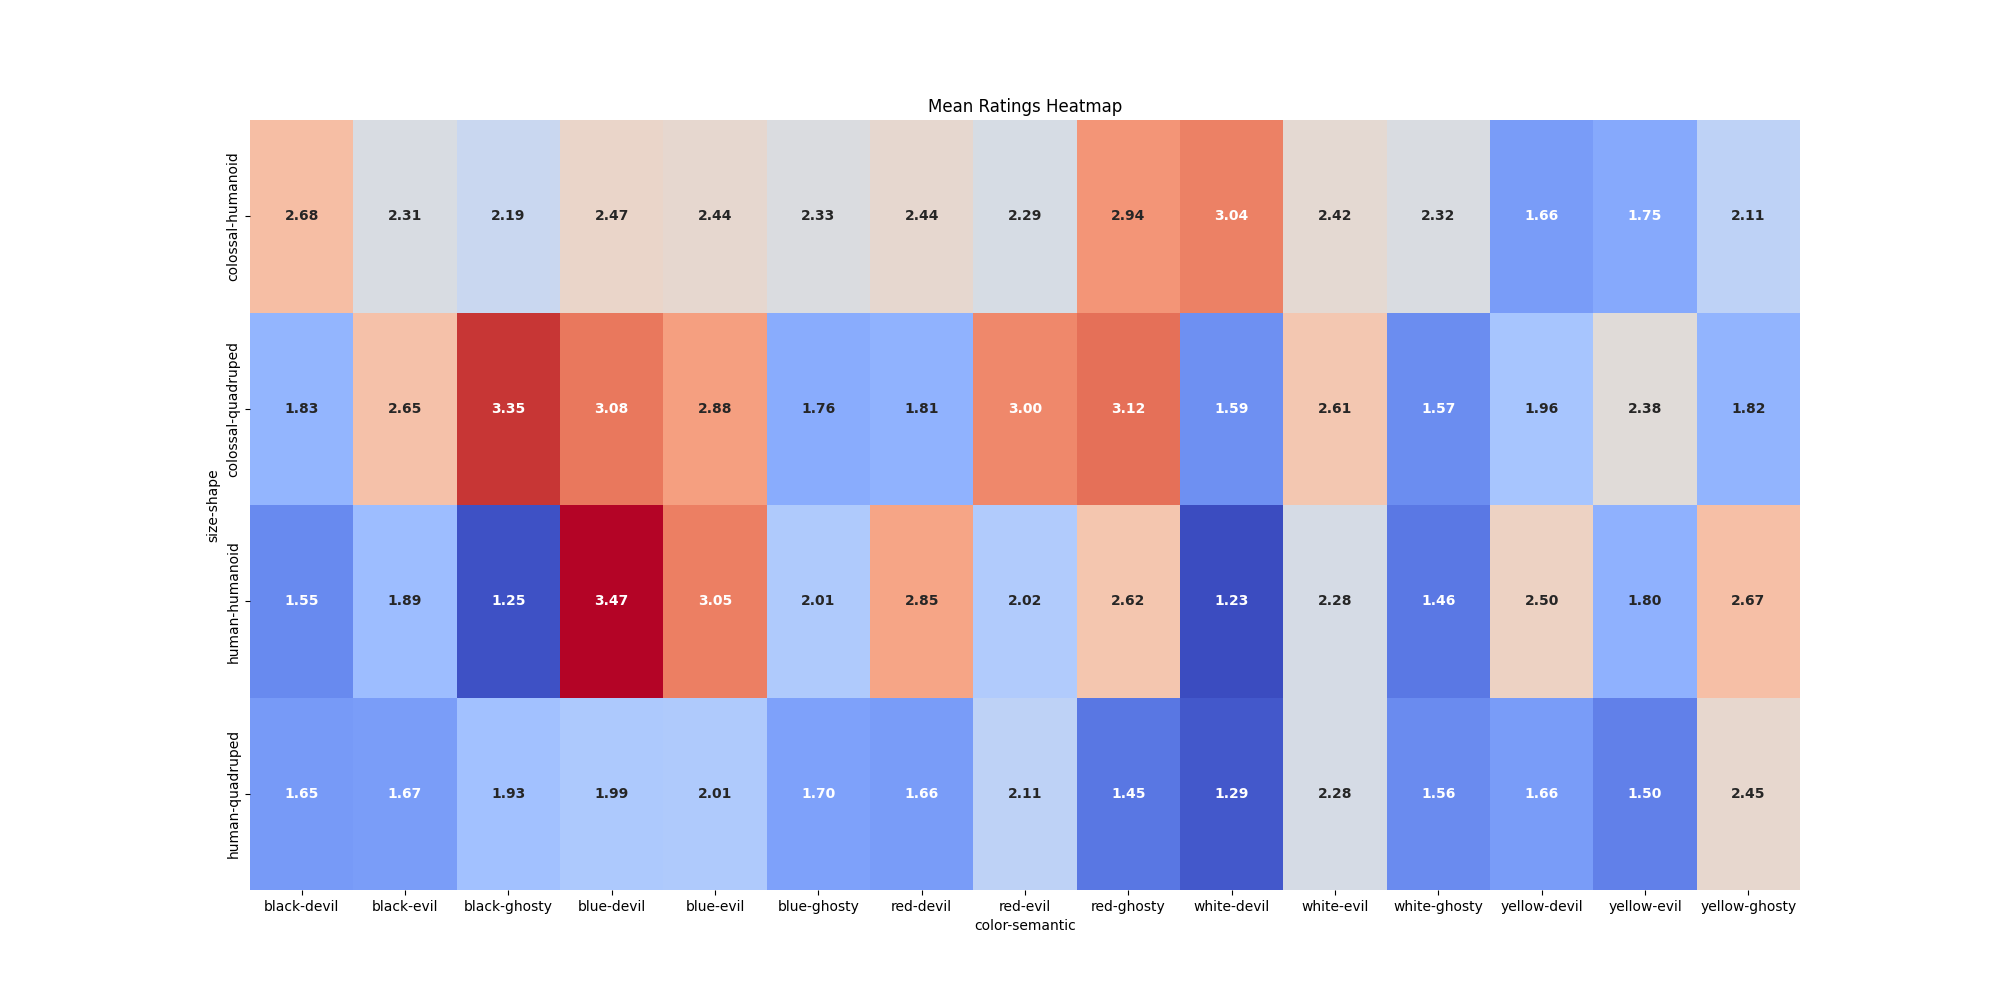 Mean Ratings Heatmap
size-shape
colossal-humanoid
2.68 2.31 2.19 2.47 2.44 2.33 2.44 2.29 2.94 3.04 2.42 2.32 1.66 1.75 2.11
colossal-quadruped
1.83 2.65 3.35 3.08 2.88 1.76 1.81 3.00 3.12 1.59 2.61 1.57 1.96 2.38 1.82
human-humanoid
1.55 1.89 1.25 3.47 3.05 2.01 2.85 2.02 2.62 1.23 2.28 1.46 2.50 1.80 2.67
human-quadruped
1.65 1.67 1.93 1.99 2.01 1.70 1.66 2.11 1.45 1.29 2.28 1.56 1.66 1.50 2.45
black-devil black-evil black-ghosty blue-devil blue-evil blue-ghosty red-devil red-evil red-ghosty white-devil white-evil white-ghosty yellow-devil yellow-evil yellow-ghosty
color-semantic